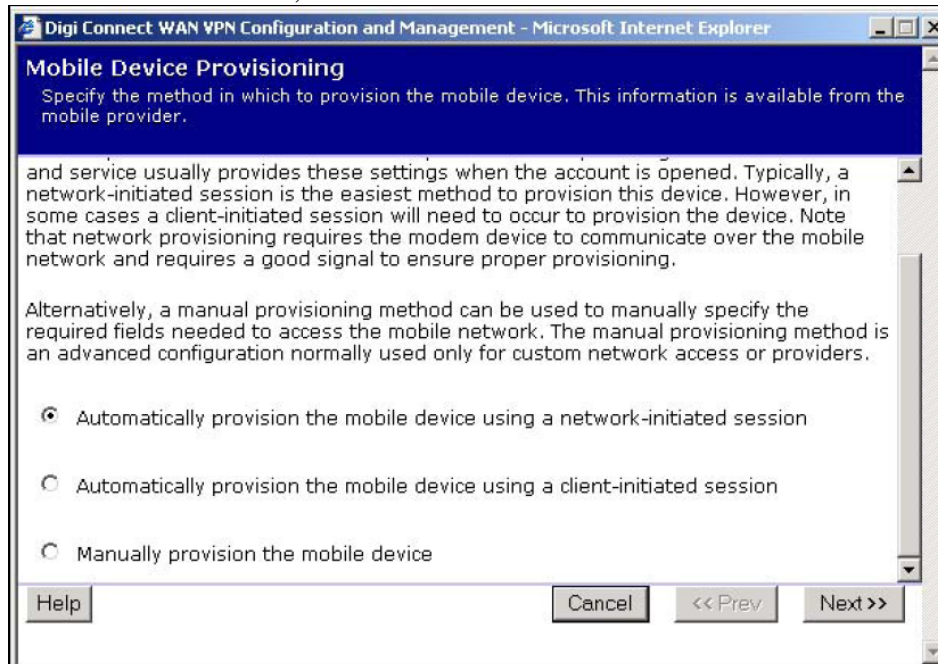 Digi Connect WAN VPN Configuration and Management - Microsoft Internet Explorer
Mobile Device Provisioning
Specify the method in which to provision the mobile device. This information is available from the
mobile provider.
and service usually provides these settings when the account is opened. Typically, a
network-initiated session is the easiest method to provision this device. However, in
some cases a client-initiated session will need to occur to provision the device. Note
that network provisioning requires the modem device to communicate over the mobile
network and requires a good signal to ensure proper provisioning.
Alternatively, a manual provisioning method can be used to manually specify the
required fields needed to access the mobile network. The manual provisioning method is
an advanced configuration normally used only for custom network access or providers.
Automatically provision the mobile device using a network-initiated session
Automatically provision the mobile device using a client-initiated session
Manually provision the mobile device
Help
Cancel
<< Prev
Next >>